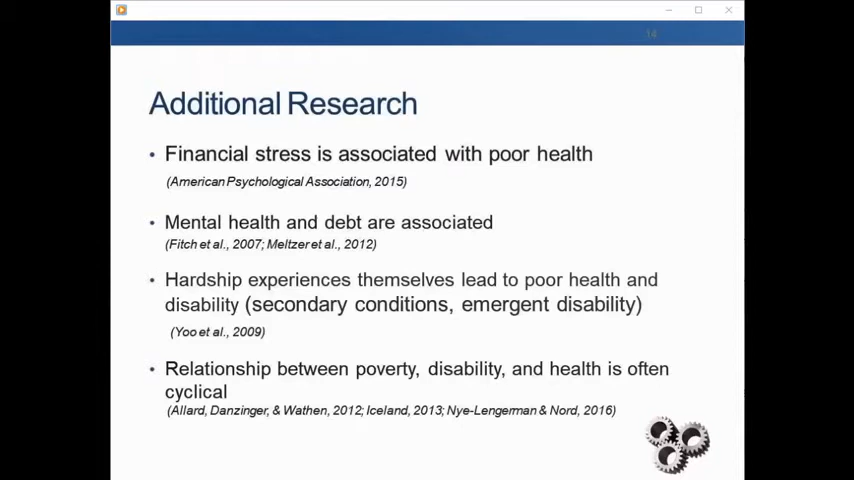 14
Additional Research
• Financial stress is associated with poor health
(American Psychological Association, 2015)
• Mental health and debt are associated
(Fitch et al., 2007; Meltzer et al., 2012)
• Hardship experiences themselves lead to poor health and
disability (secondary conditions, emergent disability)
(Yoo et al., 2009)
• Relationship between poverty, disability, and health is often
cyclical
(Allard, Danzinger, & Wathen, 2012; Iceland, 2013; Nye-Lengerman & Nord, 2016)